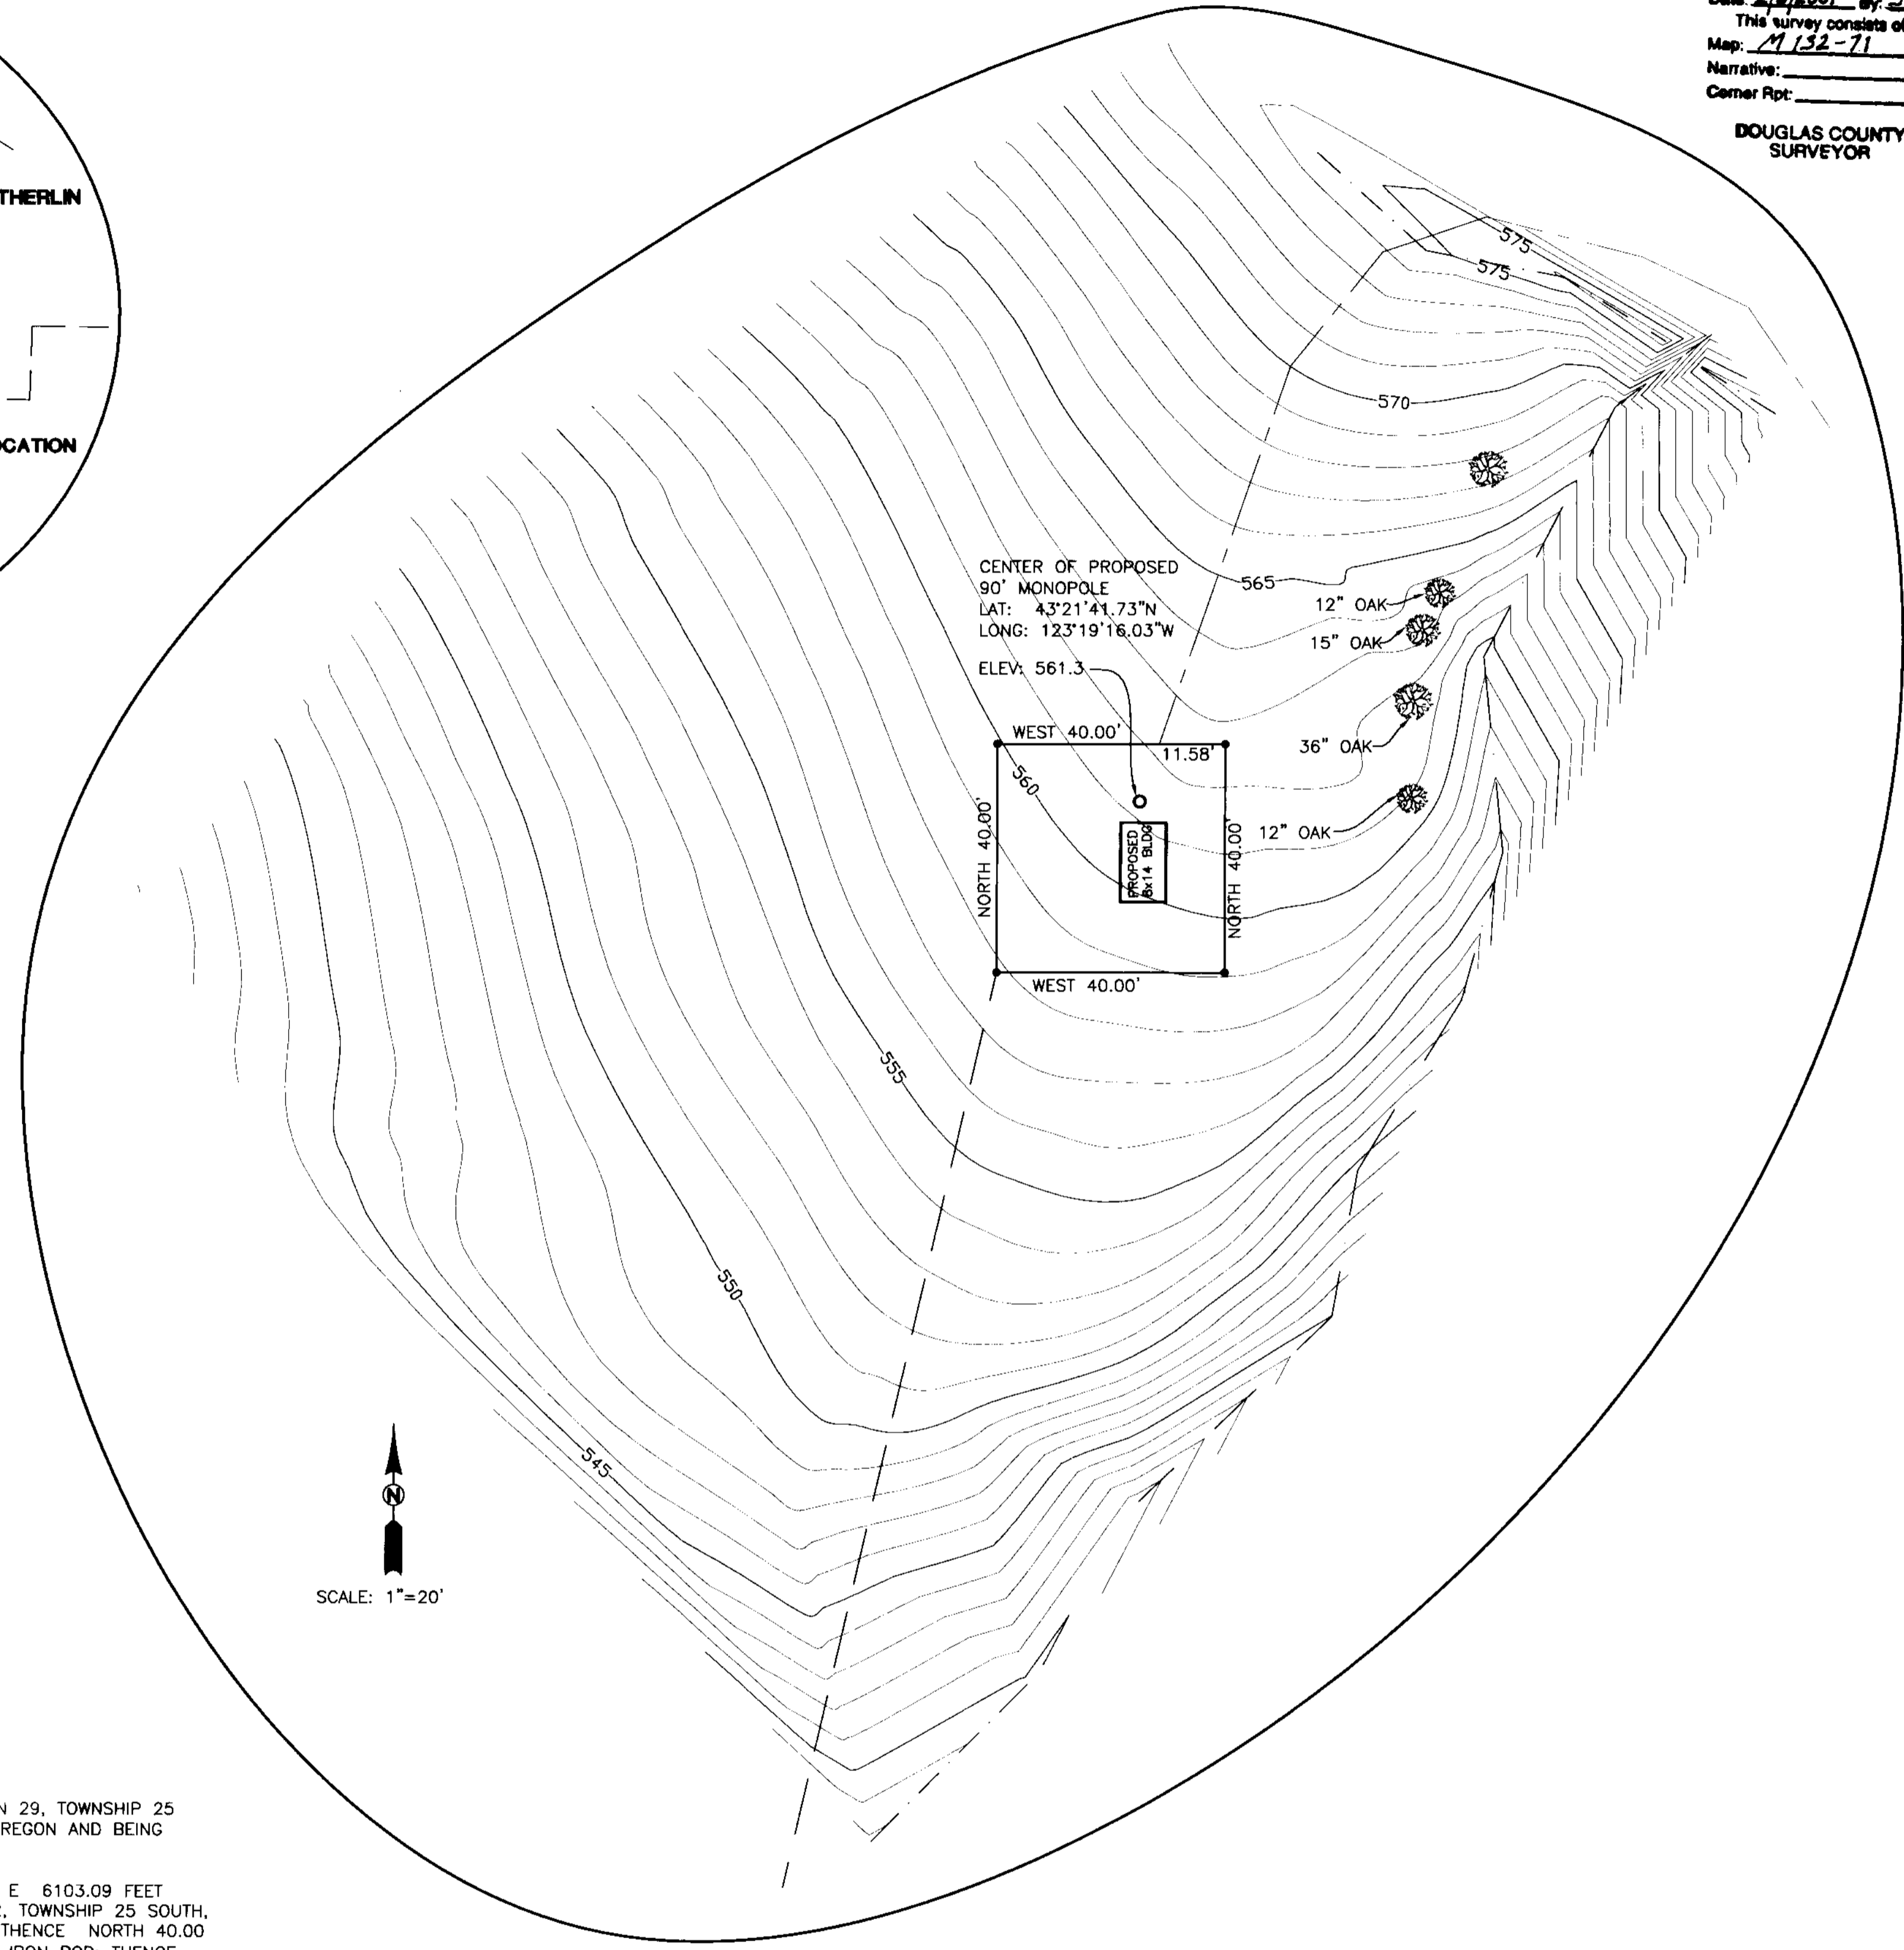 This survey consists of
Map: M 132-71
Narrative:
Corner Rpt:
DOUGLAS COUNTY
SURVEYOR
575
575
570
CENTER OF PROPOSED
90' MONOPOLE
LAT: 43°21'41.73"N
LONG: 123°19'16.03"W
ELEV: 561.3
565
12" OAK
15" OAK
36" OAK
12" OAK
WEST 40.00'
11.58'
560
NORTH 40.00'
PROPOSED
8x14 BLDG
NORTH 40.00'
WEST 40.00'
555
550
545
N
SCALE: 1"=20'
29, TOWNSHIP 25
AND BEING
E 6103.09 FEET
TOWNSHIP 25 SOUTH,
THENCE NORTH 40.00
IRON ROD; THENCE